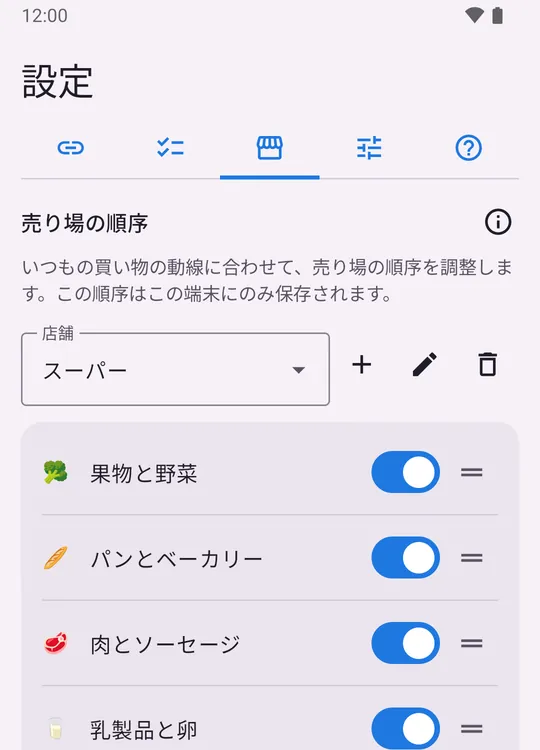 12:00
設定
売り場の順序
いつもの買い物の動線に合わせて、売り場の順序を調整しま
す。この順序はこの端末にのみ保存されます。
店舗
スーパー
果物と野菜
パンとベーカリー
肉とソーセージ
乳製品と卵